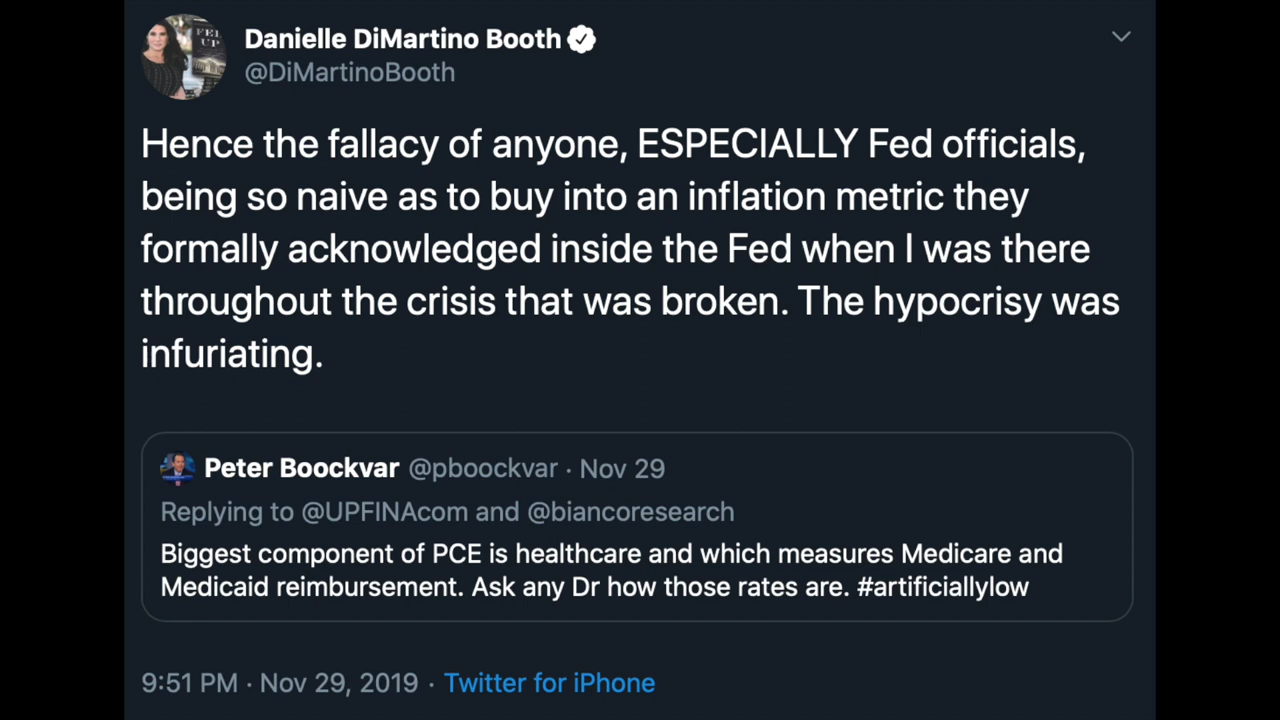 Danielle DiMartino Booth
@DiMartinoBooth
Hence the fallacy of anyone, ESPECIALLY Fed officials,
being so naive as to buy into an inflation metric they
formally acknowledged inside the Fed when I was there
throughout the crisis that was broken. The hypocrisy was
infuriating.
Peter Boockvar @pboockvar · Nov 29
Replying to @UPFINAcom and @biancoresearch
Biggest component of PCE is healthcare and which measures Medicare and
Medicaid reimbursement. Ask any Dr how those rates are. #artificiallylow
9:51 PM · Nov 29, 2019 · Twitter for iPhone